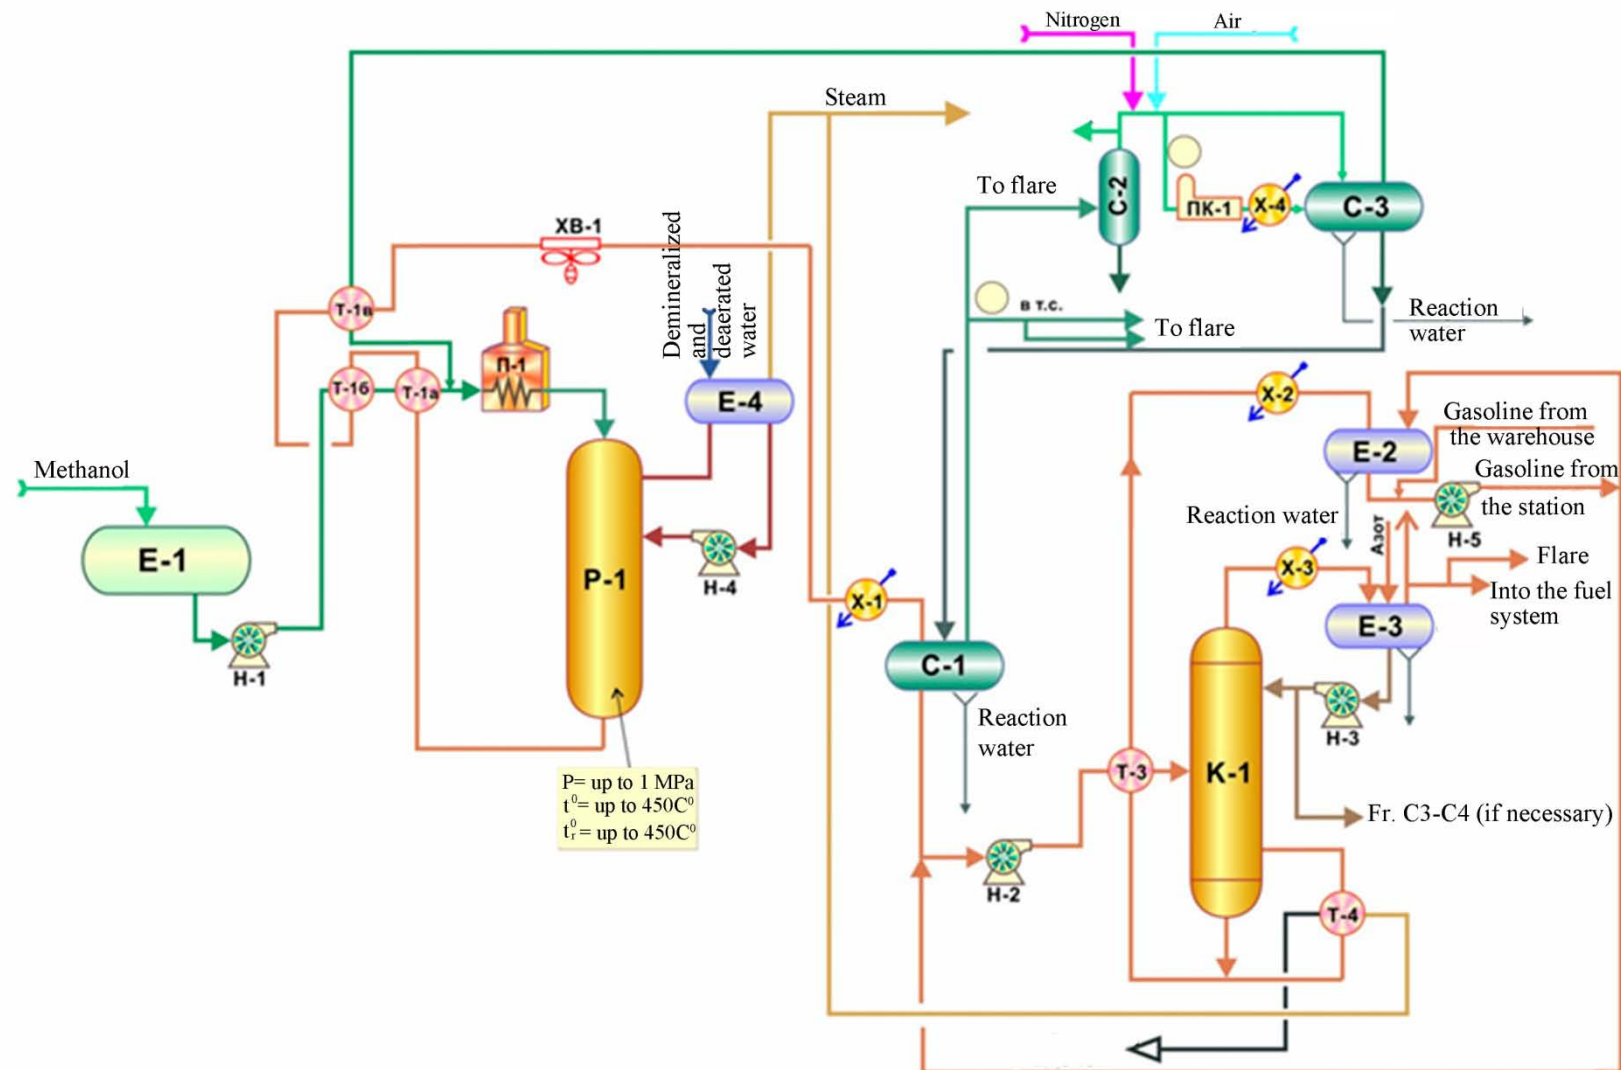 Nitrogen
Air
Steam
To flare
С-2
ПК-1
Х-4
С-3
ХВ-1
Demineralized
and
deaerated
water
в т.с.
To flare
Reaction
water
Т-1в
Т-1б
Т-1а
П-1
Е-4
Х-2
Gasoline from
the warehouse
Е-2
Gasoline from
the station
Methanol
Reaction water
Азот
Н-5
Flare
Into the fuel
system
Е-1
Р-1
Н-4
Х-3
Х-1
Е-3
Н-1
С-1
Reaction
water
Н-3
Т-3
К-1
P= up to 1 MPa
t⁰= up to 450C⁰
tᵣ⁰= up to 450C⁰
Fr. C3-C4 (if necessary)
Н-2
Т-4